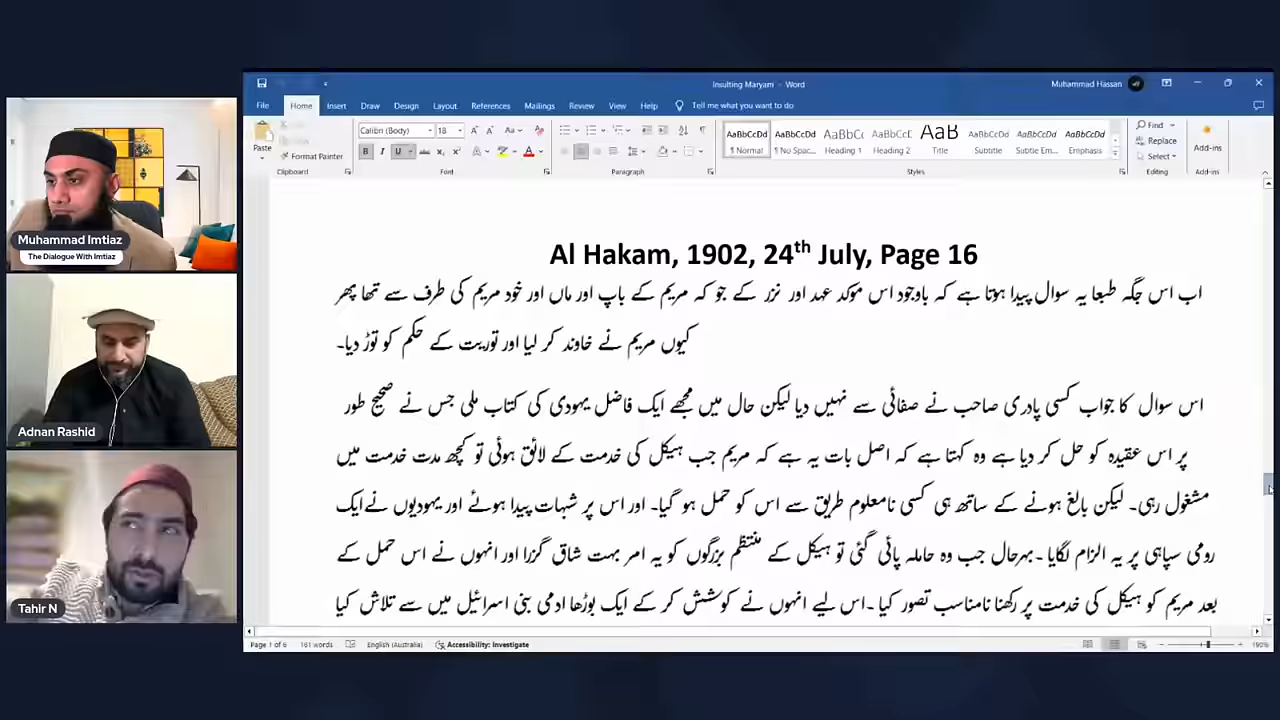 Insulting Maryam - Word
Muhammad Hassan
File Home Insert Draw Design Layout References Mailings Review View Help Tell me what you want to do
Paste
Format Painter
Clipboard
Calibri (Body) 18
Font
Paragraph
AaBbCcDd AaBbCcDd AaBbCc AaBbCcE AaB AaBbCcD AaBbCcDd AaBbCcDd
Normal No Spac... Heading 1 Heading 2 Title Subtitle Subtle Em... Emphasis
Styles
Find
Replace
Select
Editing
Add-ins
Add-ins
Al Hakam, 1902, 24th July, Page 16
اب اس جگہ طبعا یہ سوال پیدا ہوتا ہے کہ باوجود اس موکد عہد اور نزر کے جو کہ مریم کے باپ اور ماں اور خود مریم کی طرف سے تھا پھر
کیوں مریم نے خاوند کر لیا اور توریت کے حکم کو توڑ دیا۔
اس سوال کا جواب کسی پادری صاحب نے صفائی سے نہیں دیا لیکن حال میں مجھے ایک فاضل یہودی کی کتاب ملی جس نے صحیح طور
پر اس عقیدہ کو حل کر دیا ہے وہ کہتا ہے کہ اصل بات یہ ہے کہ مریم جب ہیکل کی خدمت کے لائق ہوئی تو کچھ مدت خدمت میں
مشغول رہی۔ لیکن بالغ ہونے کے ساتھ ہی کسی نامعلوم طریق سے اس کو حمل ہو گیا۔ اور اس پر شبہات پیدا ہوئے اور یہودیوں نے ایک
رومی سپاہی پر یہ الزام لگایا ۔بہرحال جب وہ حاملہ پائی گئی تو ہیکل کے منتظم بزرگوں کو یہ امر بہت شاق گزرا اور انہوں نے اس حمل کے
بعد مریم کو ہیکل کی خدمت پر رکھنا نامناسب تصور کیا ۔اس لیے انہوں نے کوشش کر کے ایک بوڑھا ادمی بنی اسرائیل میں سے تلاش کیا
Page 1 of 6 161 words English (Australia) Accessibility: Investigate 190%
Muhammad Imtiaz
The Dialogue With Imtiaz
Adnan Rashid
Tahir N